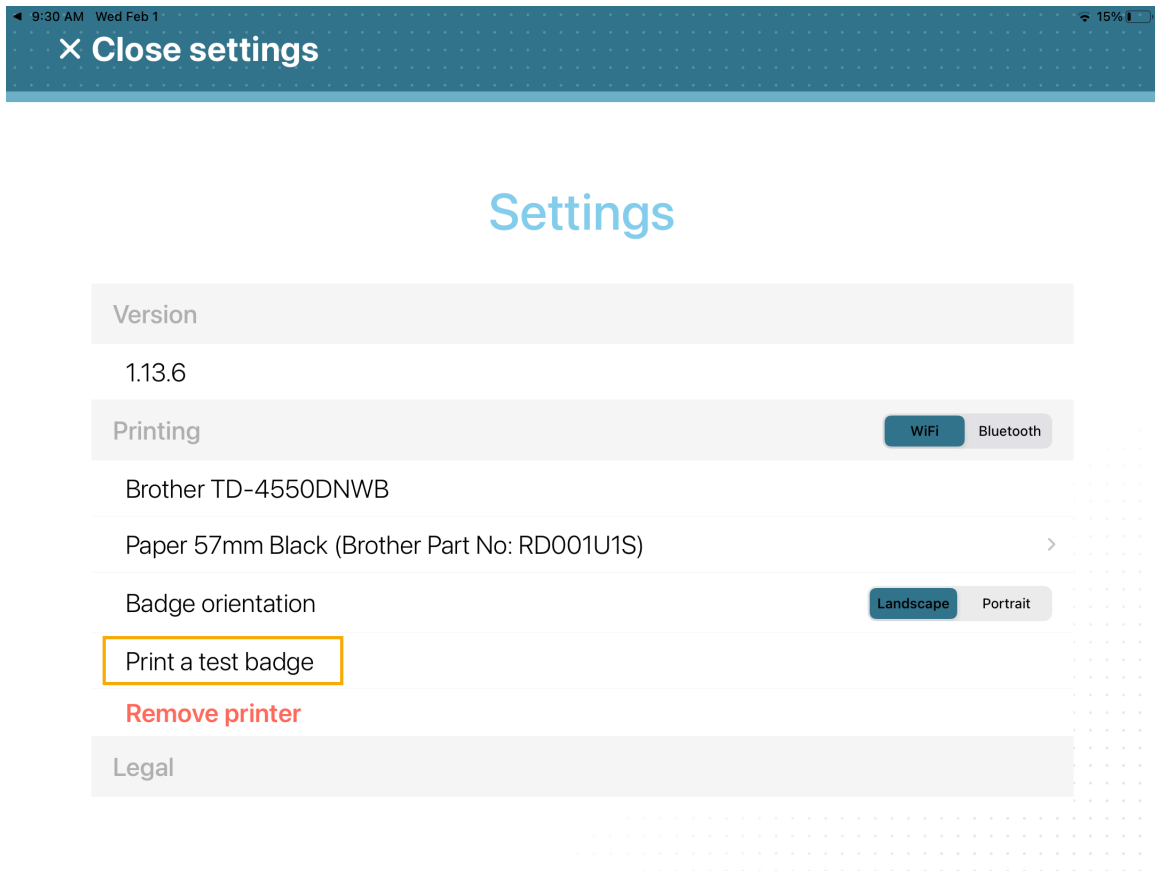 9:30 AM Wed Feb 1 15%
Close settings
Settings
Version
1.13.6
Printing WiFi Bluetooth
Brother TD-4550DNWB
Paper 57mm Black (Brother Part No: RD001U1S)
Badge orientation Landscape Portrait
Print a test badge
Remove printer
Legal